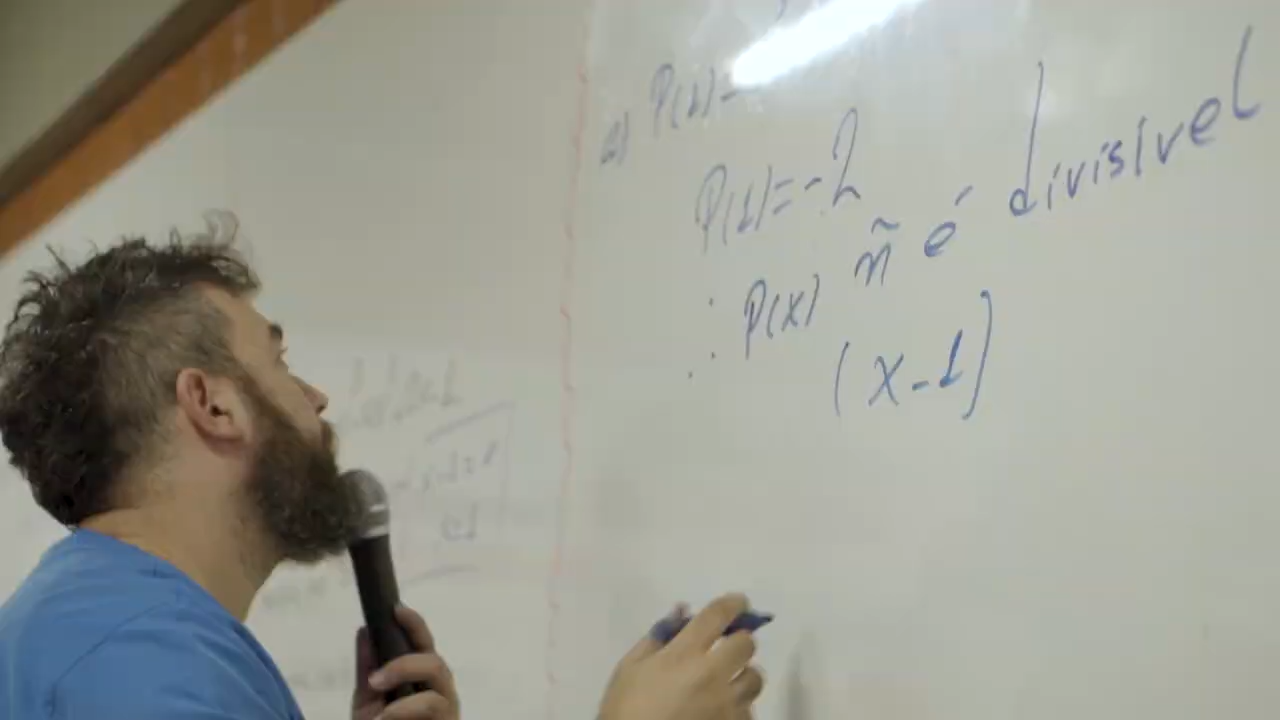 a) P(1)=
P(1)=-2
∴ P(x) ñ é divisível
(x-1)